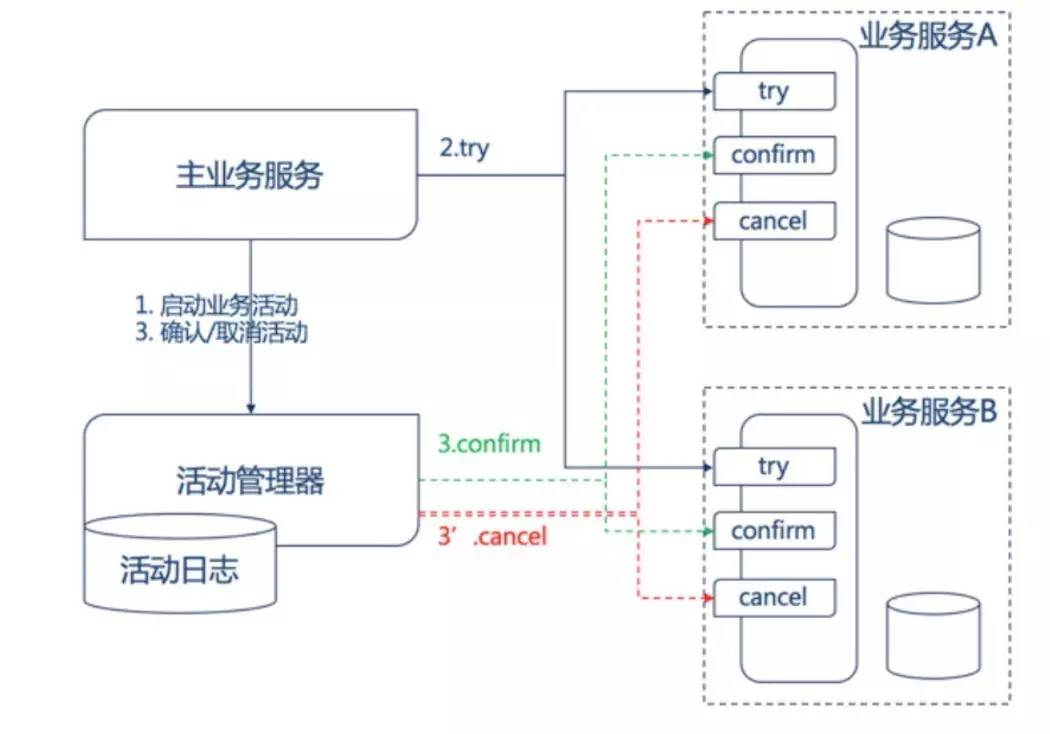 业务服务A
try
confirm
cancel
主业务服务
2.try
1. 启动业务活动
3. 确认/取消活动
活动管理器
活动日志
3.confirm
3’ .cancel
业务服务B
try
confirm
cancel